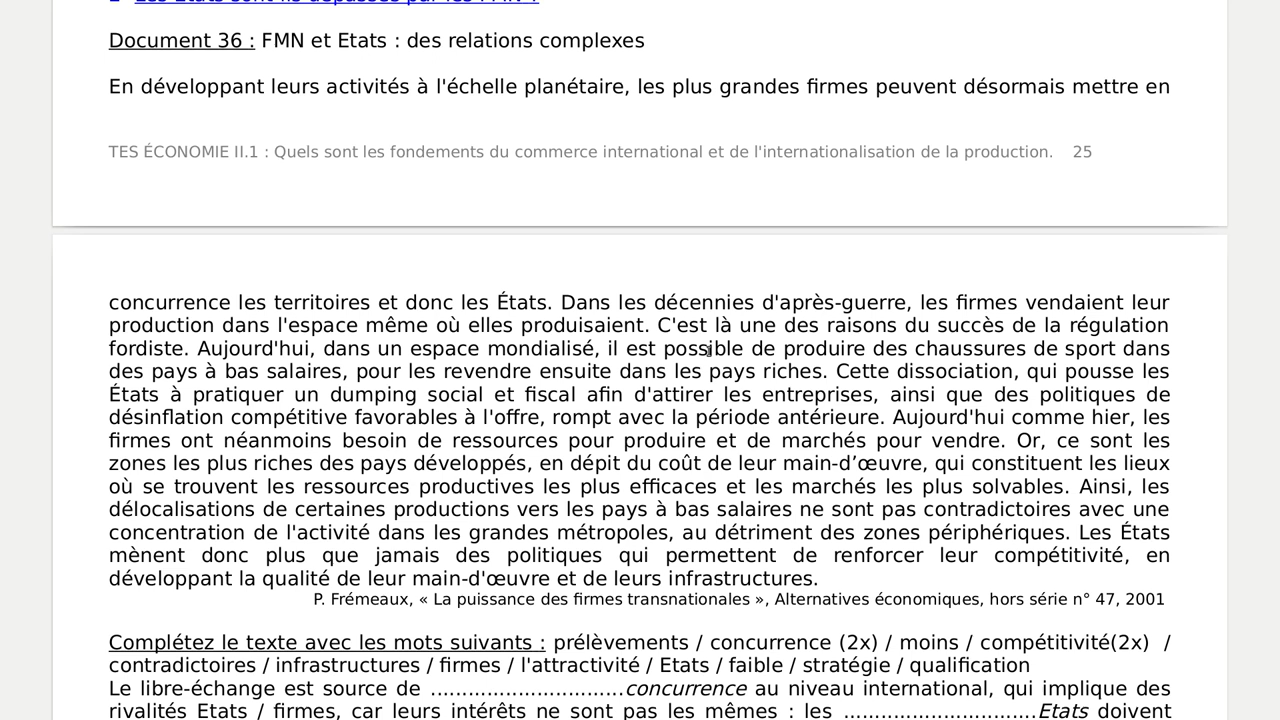 Document 36 : FMN et Etats : des relations complexes
En développant leurs activités à l'échelle planétaire, les plus grandes firmes peuvent désormais mettre en
TES ÉCONOMIE II.1 : Quels sont les fondements du commerce international et de l'internationalisation de la production. 25
concurrence les territoires et donc les États. Dans les décennies d'après-guerre, les firmes vendaient leur
production dans l'espace même où elles produisaient. C'est là une des raisons du succès de la régulation
fordiste. Aujourd'hui, dans un espace mondialisé, il est possible de produire des chaussures de sport dans
des pays à bas salaires, pour les revendre ensuite dans les pays riches. Cette dissociation, qui pousse les
États à pratiquer un dumping social et fiscal afin d'attirer les entreprises, ainsi que des politiques de
désinflation compétitive favorables à l'offre, rompt avec la période antérieure. Aujourd'hui comme hier, les
firmes ont néanmoins besoin de ressources pour produire et de marchés pour vendre. Or, ce sont les
zones les plus riches des pays développés, en dépit du coût de leur main-d’œuvre, qui constituent les lieux
où se trouvent les ressources productives les plus efficaces et les marchés les plus solvables. Ainsi, les
délocalisations de certaines productions vers les pays à bas salaires ne sont pas contradictoires avec une
concentration de l'activité dans les grandes métropoles, au détriment des zones périphériques. Les États
mènent donc plus que jamais des politiques qui permettent de renforcer leur compétitivité, en
développant la qualité de leur main-d'œuvre et de leurs infrastructures.
P. Frémeaux, « La puissance des firmes transnationales », Alternatives économiques, hors série n° 47, 2001
Complétez le texte avec les mots suivants : prélèvements / concurrence (2x) / moins / compétitivité(2x) /
contradictoires / infrastructures / firmes / l'attractivité / Etats / faible / stratégie / qualification
Le libre-échange est source de .............................concurrence au niveau international, qui implique des
rivalités Etats / firmes, car leurs intérêts ne sont pas les mêmes : les .............................Etats doivent